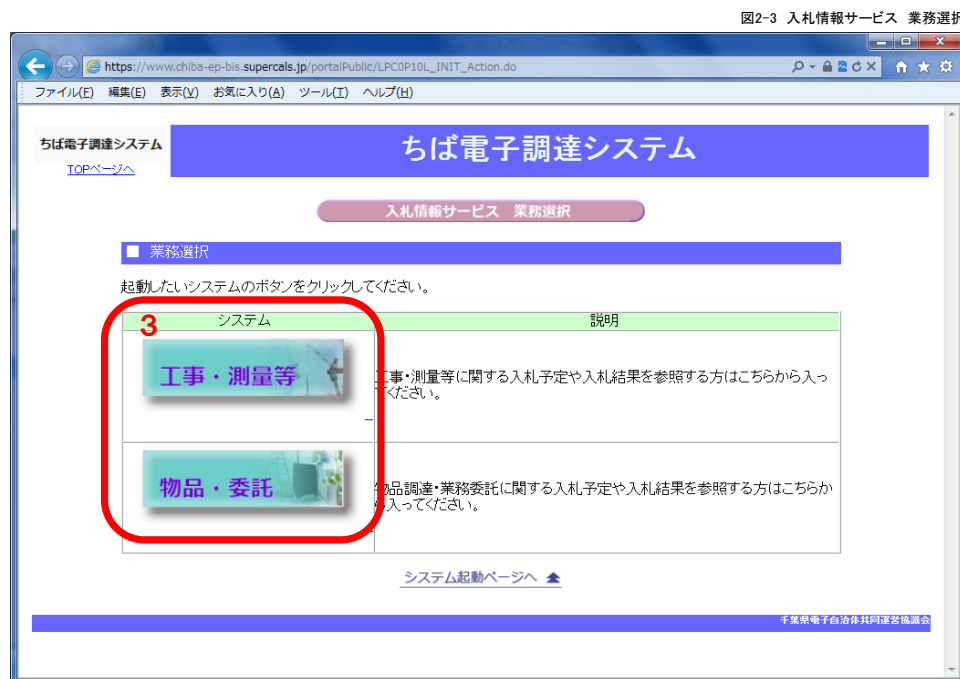 図2-3 入札情報サービス 業務選択
https://www.chiba-ep-bis.supercals.jp/portalPublic/LPC0P10L_INIT_Action.do
ファイル(F) 編集(E) 表示(V) お気に入り(A) ツール(T) ヘルプ(H)
ちば電子調達システム
TOPページへ
ちば電子調達システム
入札情報サービス 業務選択
■ 業務選択
起動したいシステムのボタンをクリックしてください。
3
システム 説明
工事・測量等
工事・測量等に関する入札予定や入札結果を参照する方はこちらから入っ
てください。
物品・委託
物品調達・業務委託に関する入札予定や入札結果を参照する方はこちらか
ら入ってください。
システム起動ページへ
千葉県電子自治体共同運営協議会